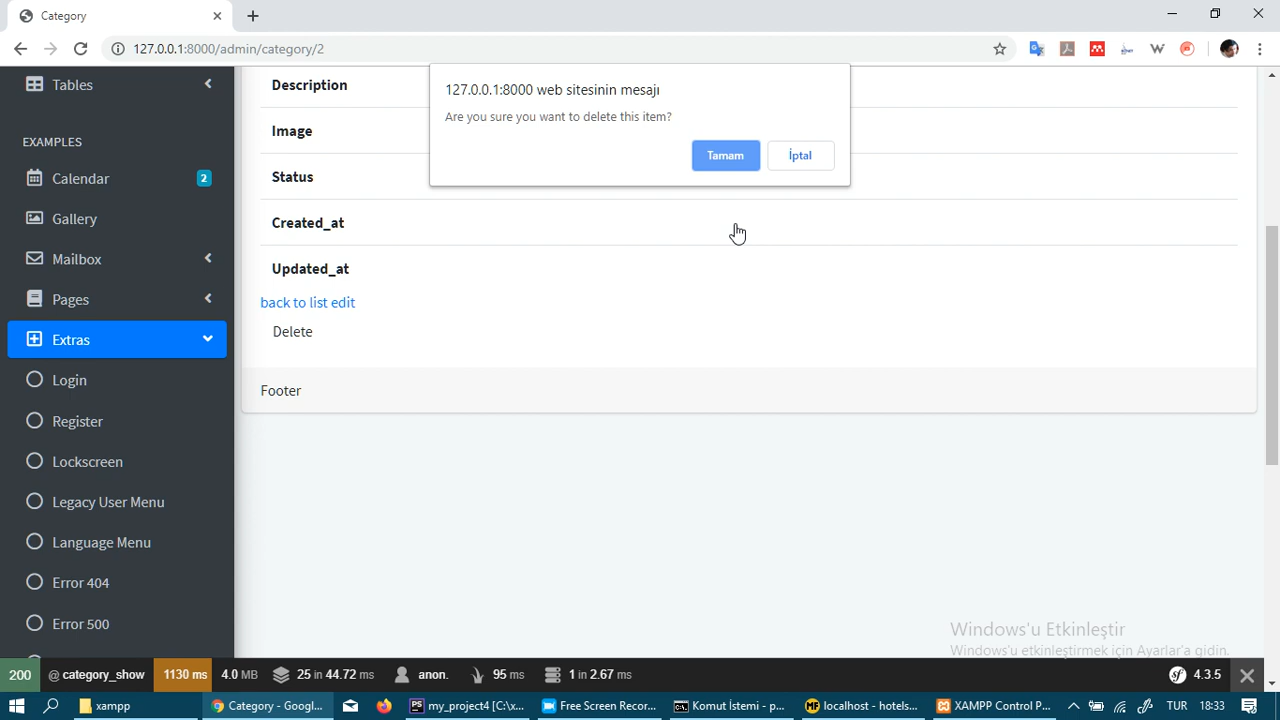 Category
127.0.0.1:8000/admin/category/2
127.0.0.1:8000 web sitesinin mesajı
Are you sure you want to delete this item?
Tamam
İptal
Tables
EXAMPLES
Calendar 2
Gallery
Mailbox
Pages
Extras
Login
Register
Lockscreen
Legacy User Menu
Language Menu
Error 404
Error 500
Description
Image
Status
Created_at
Updated_at
back to list edit
Delete
Footer
Windows'u Etkinleştir
Windows'u etkinleştirmek için Ayarlar'a gidin.
200 @ category_show 1130 ms 4.0 MB 25 in 44.72 ms anon. 95 ms 1 in 2.67 ms 4.3.5
xampp
Category - Googl...
my_project4 [C:\x...
Free Screen Recor...
Komut İstemi - p...
localhost - hotels...
XAMPP Control P...
TUR 18:33